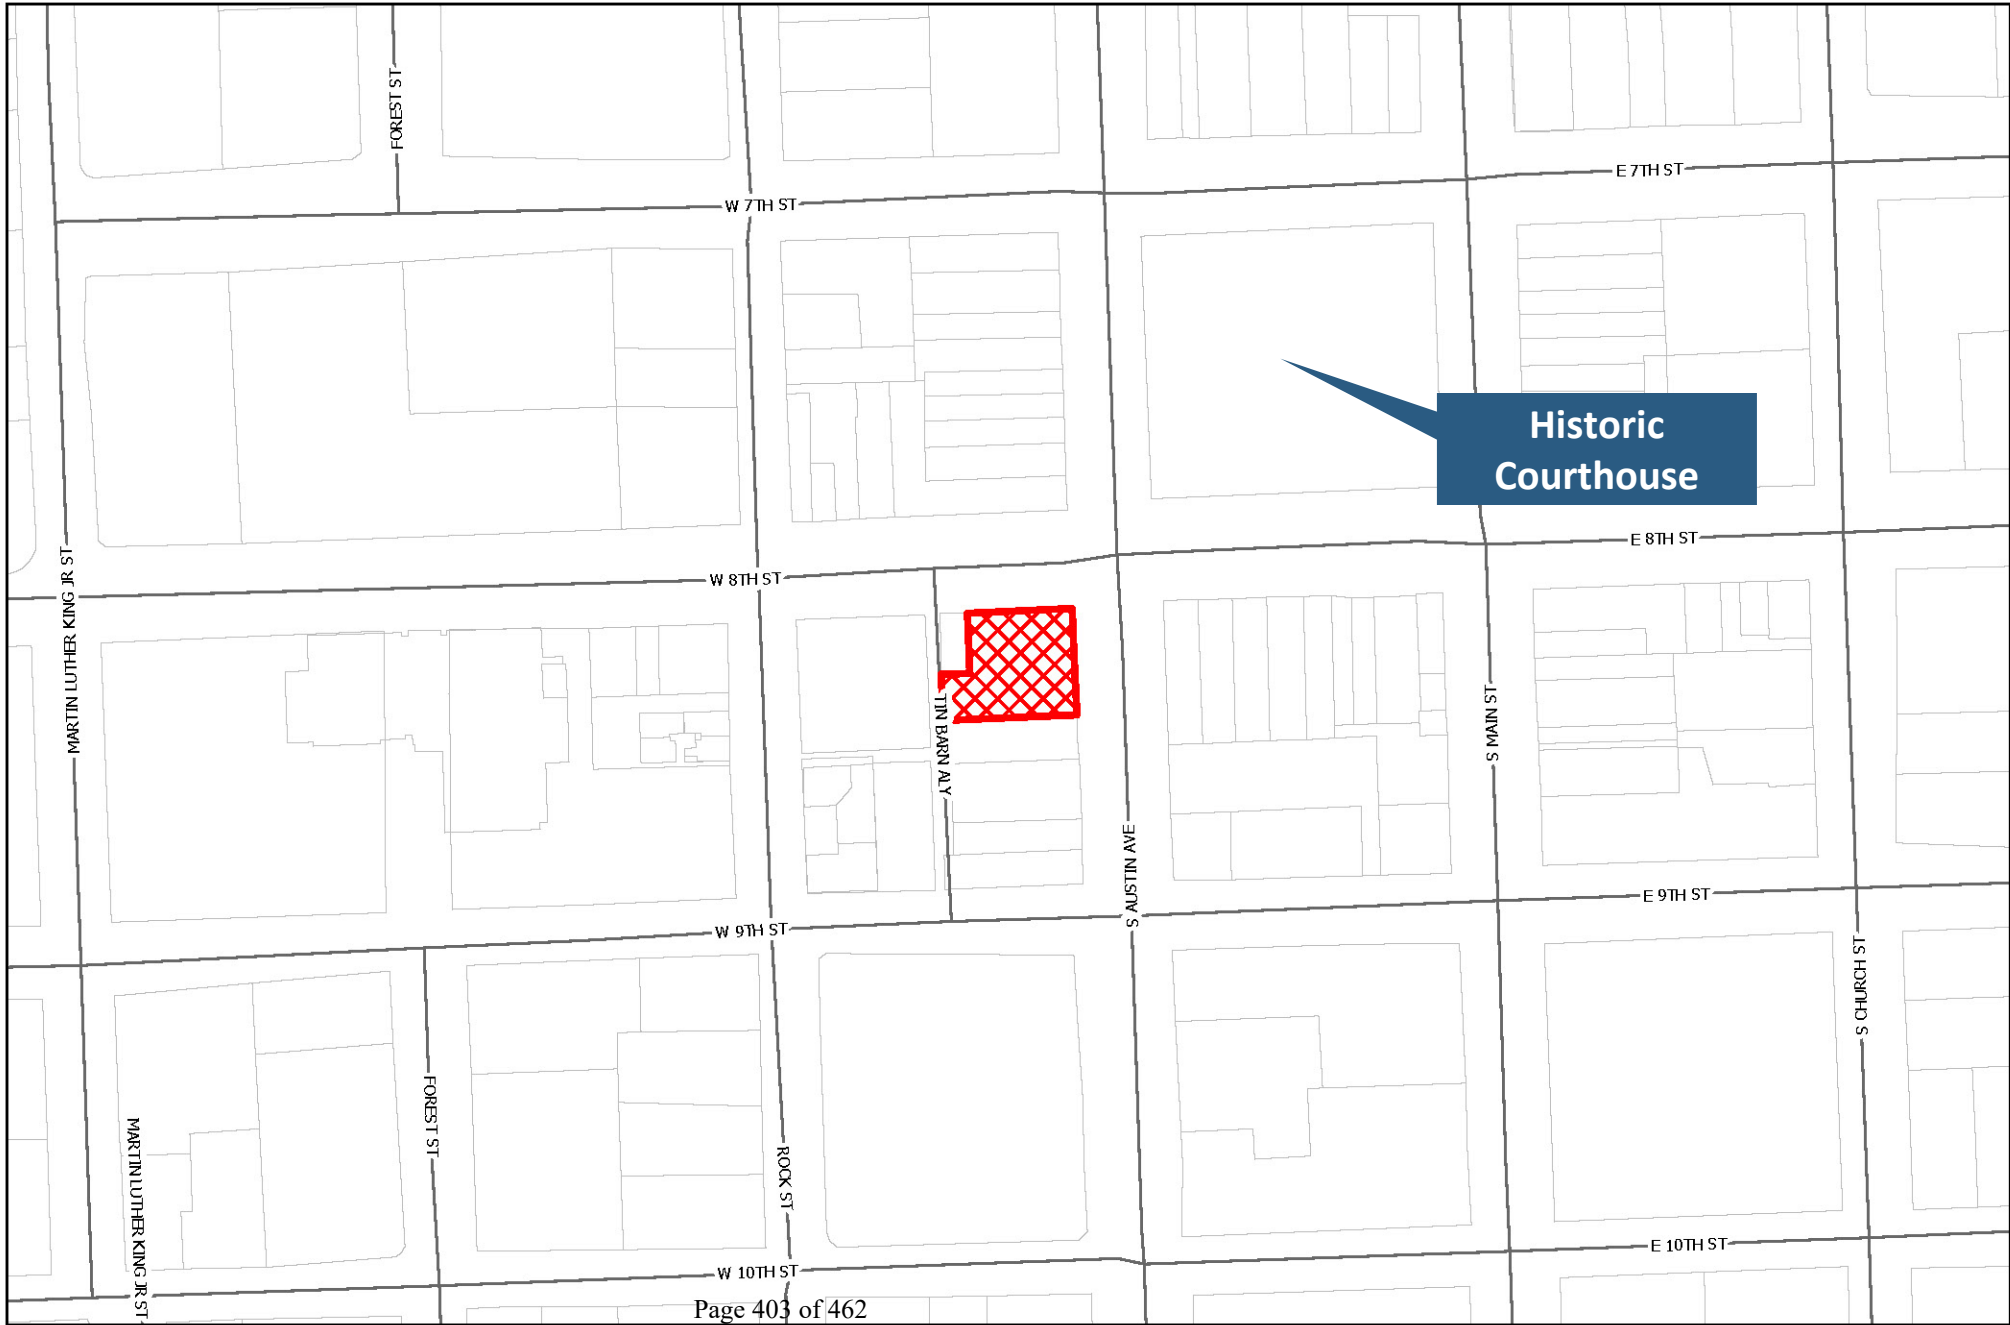 FOREST ST
E 7TH ST
W 7TH ST
Historic
Courthouse
E 8TH ST
W 8TH ST
MARTIN LUTHER KING JR ST
TIN BARN ALY
S MAIN ST
S AUSTIN AVE
E 9TH ST
W 9TH ST
S CHURCH ST
FOREST ST
MARTIN LUTHER KING JR ST
ROCK ST
E 10TH ST
W 10TH ST
Page 403 of 462